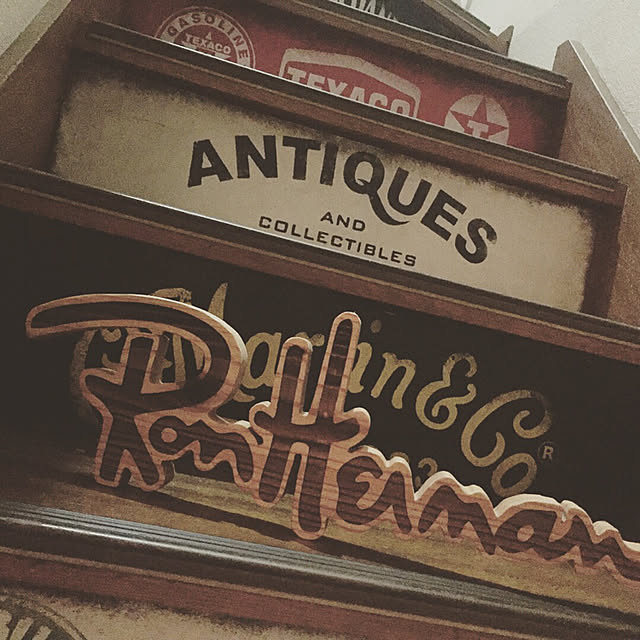 GASOLINE
TEXACO
TEXACO
T
ANTIQUES
AND
COLLECTIBLES
Martin & Co®
Ron Herman